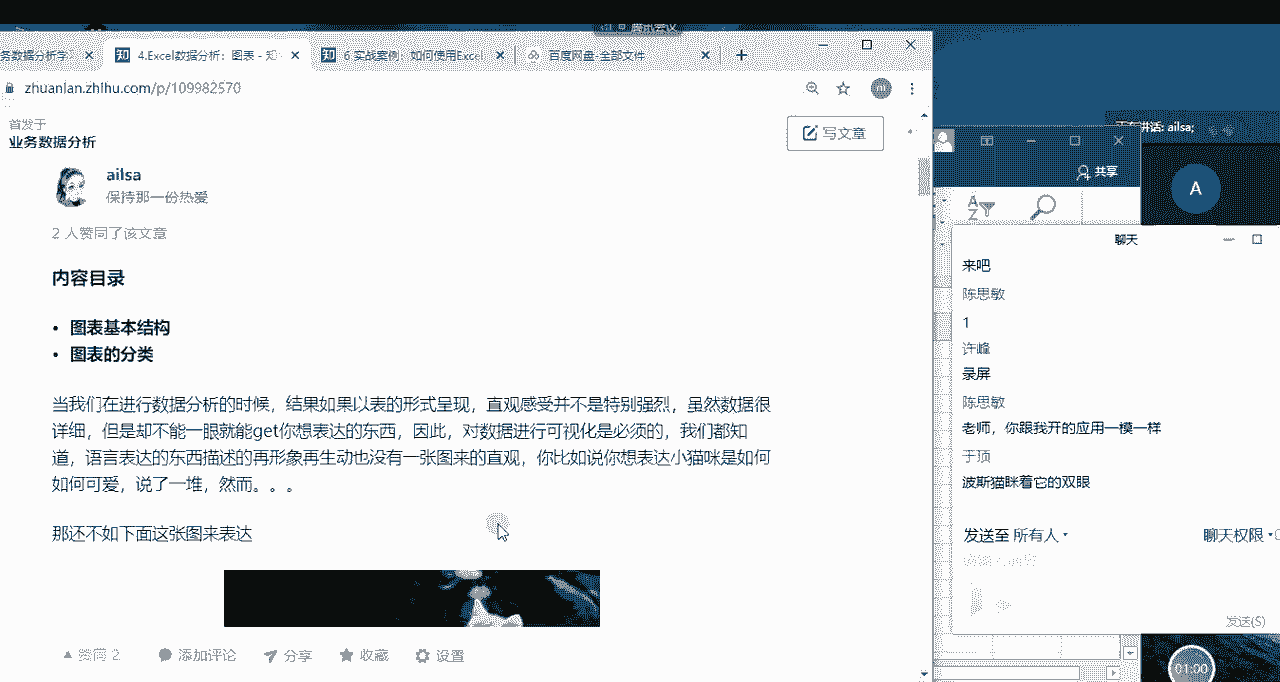 腾讯会议
务数据分析学
4.Excel数据分析：图表 - 知
6 实战案例：如何使用Excel
百度网盘-全部文件
zhuanlan.zhihu.com/p/109982570
首发于
业务数据分析
写文章
ailsa
保持那一份热爱
2 人赞同了该文章
内容目录
• 图表基本结构
• 图表的分类
当我们在进行数据分析的时候，结果如果以表的形式呈现，直观感受并不是特别强烈，虽然数据很
详细，但是却不能一眼就能get你想表达的东西，因此，对数据进行可视化是必须的，我们都知
道，语言表达的东西描述的再形象再生动也没有一张图来的直观，你比如说你想表达小猫咪是如何
如何可爱，说了一堆，然而。。。
那还不如下面这张图来表达
赞同 2
添加评论
分享
收藏
设置
正在讲话: ailsa;
共享
A
聊天
来吧
陈思敏
1
许峰
录屏
陈思敏
老师，你跟我开的应用一模一样
于顶
波斯猫眯着它的双眼
发送至 所有人
聊天权限
发送(S)
01:00